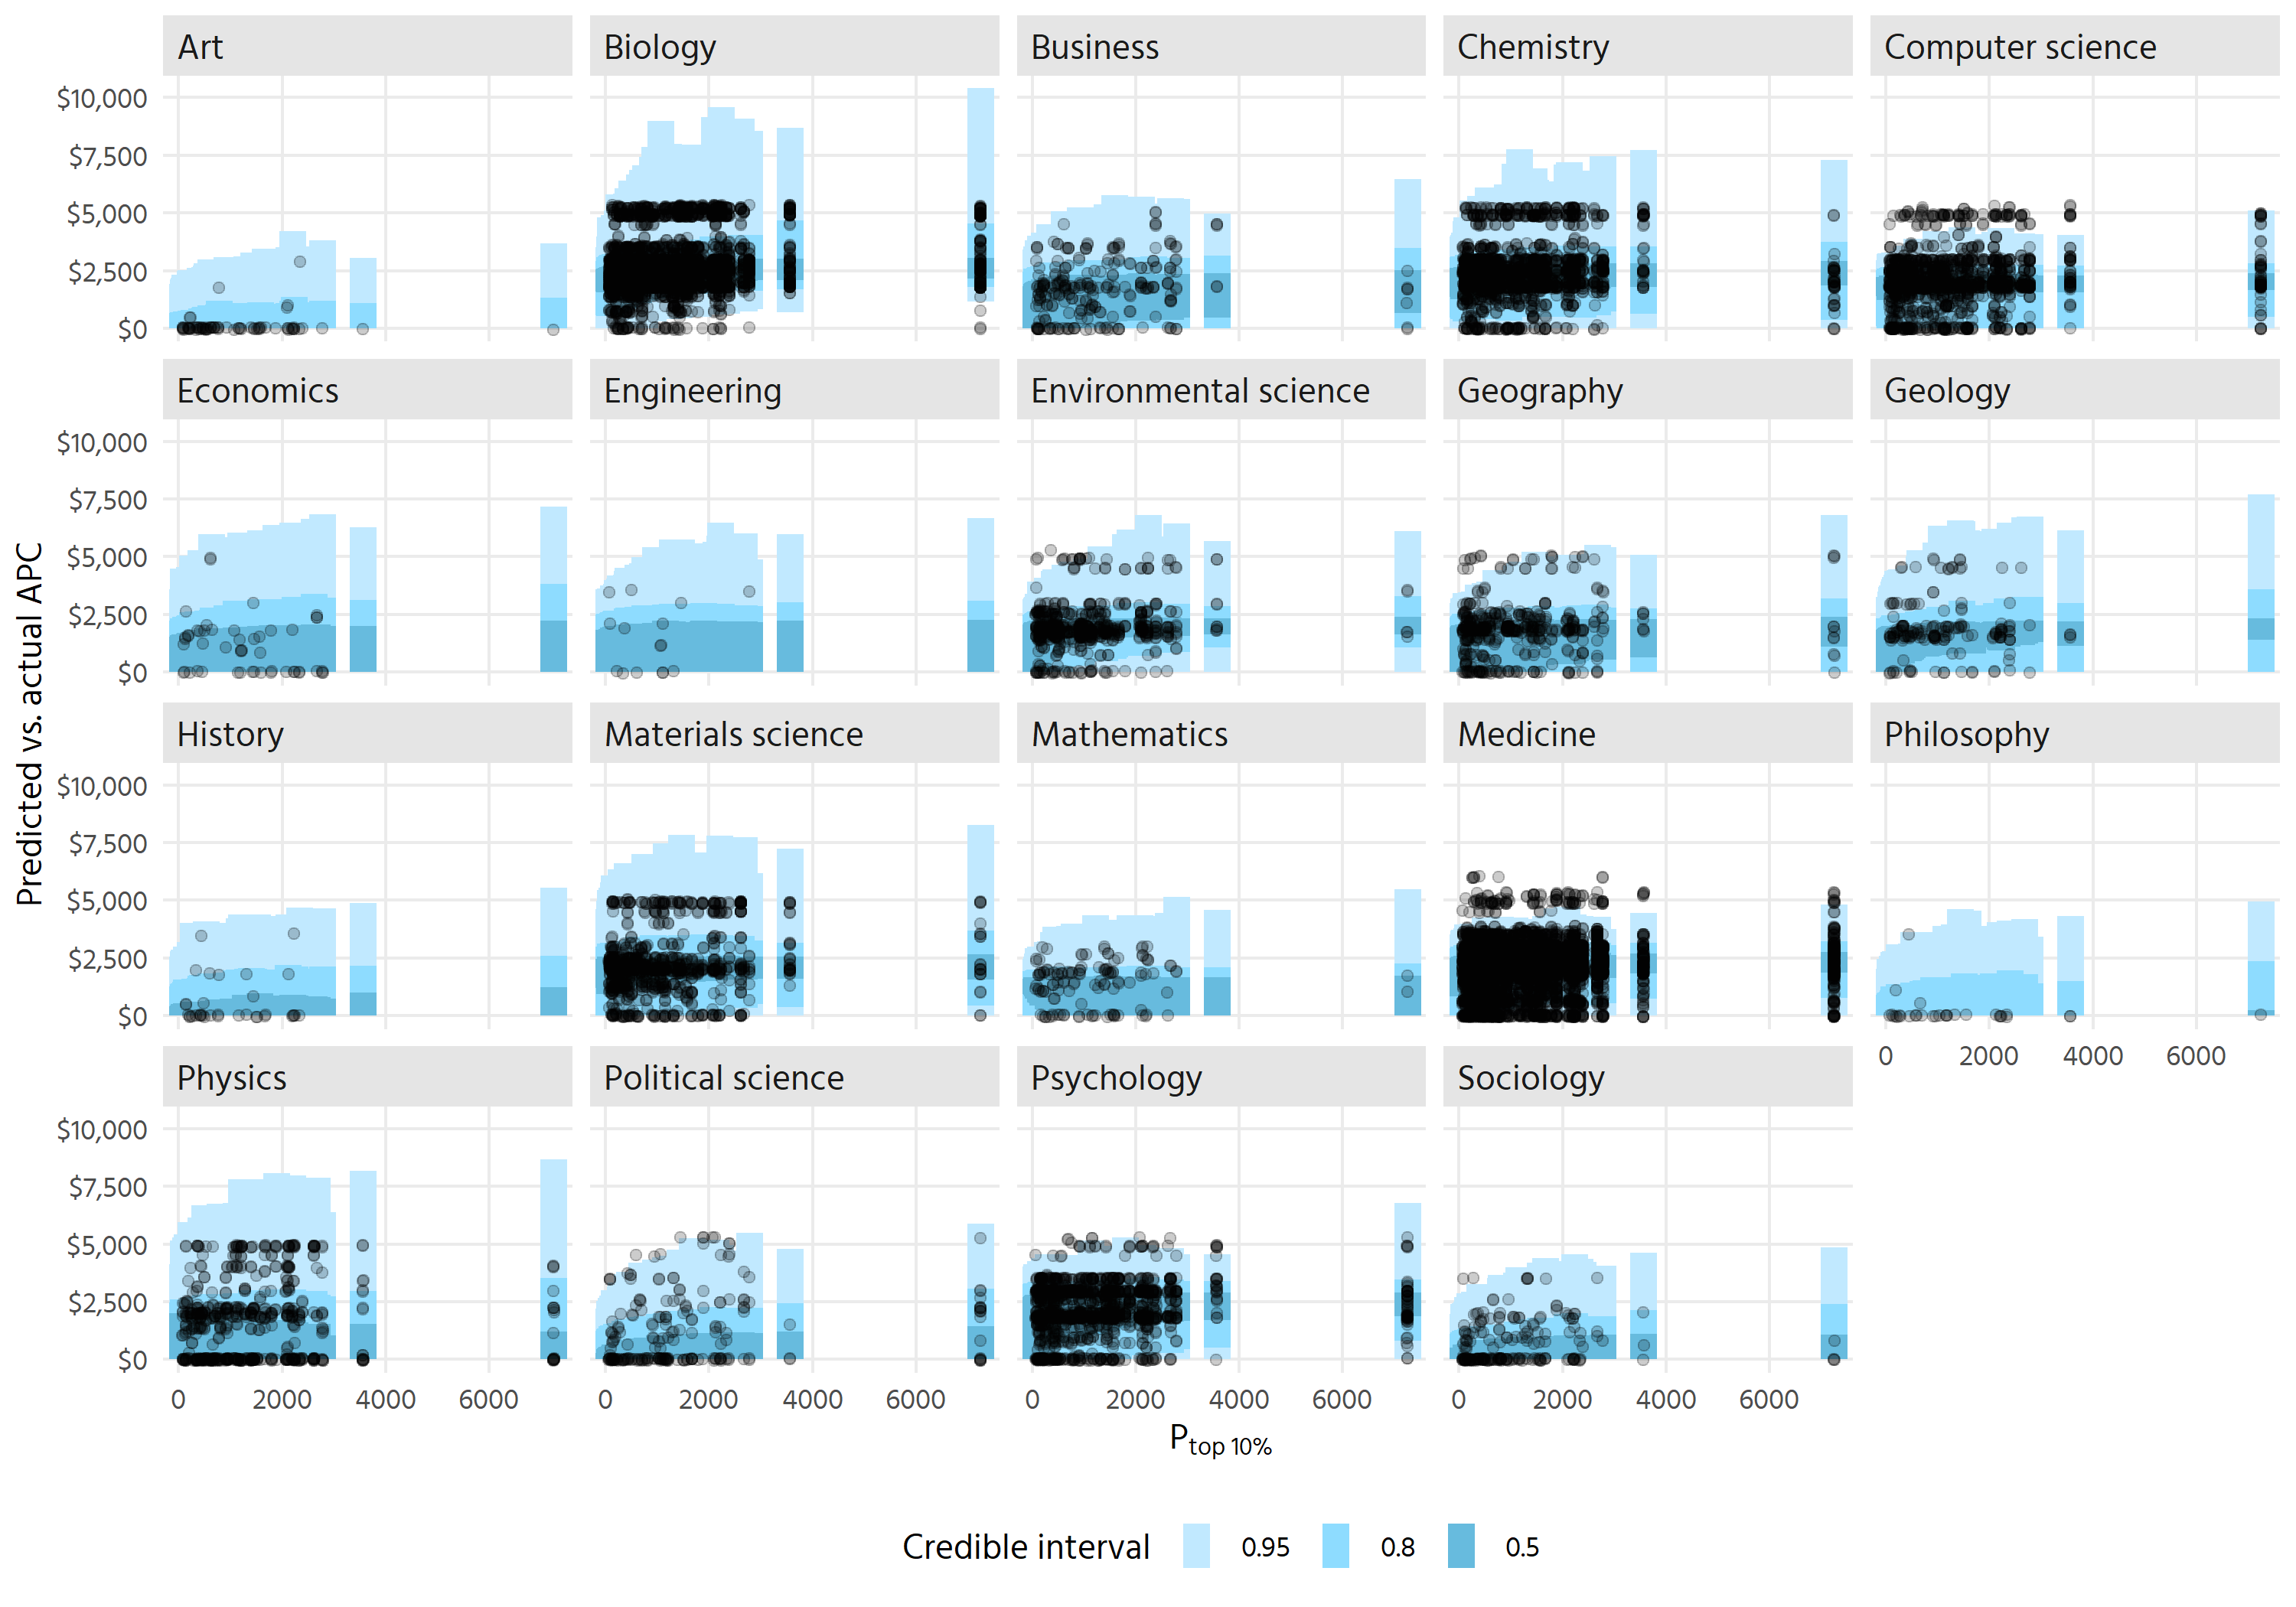 Art Biology Business Chemistry Computer science
$10,000
$7,500
$5,000
$2,500
$0
Economics Engineering Environmental science Geography Geology
$10,000
$7,500
$5,000
$2,500
$0
Predicted vs. actual APC
History Materials science Mathematics Medicine Philosophy
$10,000
$7,500
$5,000
$2,500
$0
0 2000 4000 6000
Physics Political science Psychology Sociology
$10,000
$7,500
$5,000
$2,500
$0
0 2000 4000 6000 0 2000 4000 6000 0 2000 4000 6000 0 2000 4000 6000
P top 10%
Credible interval 0.95 0.8 0.5